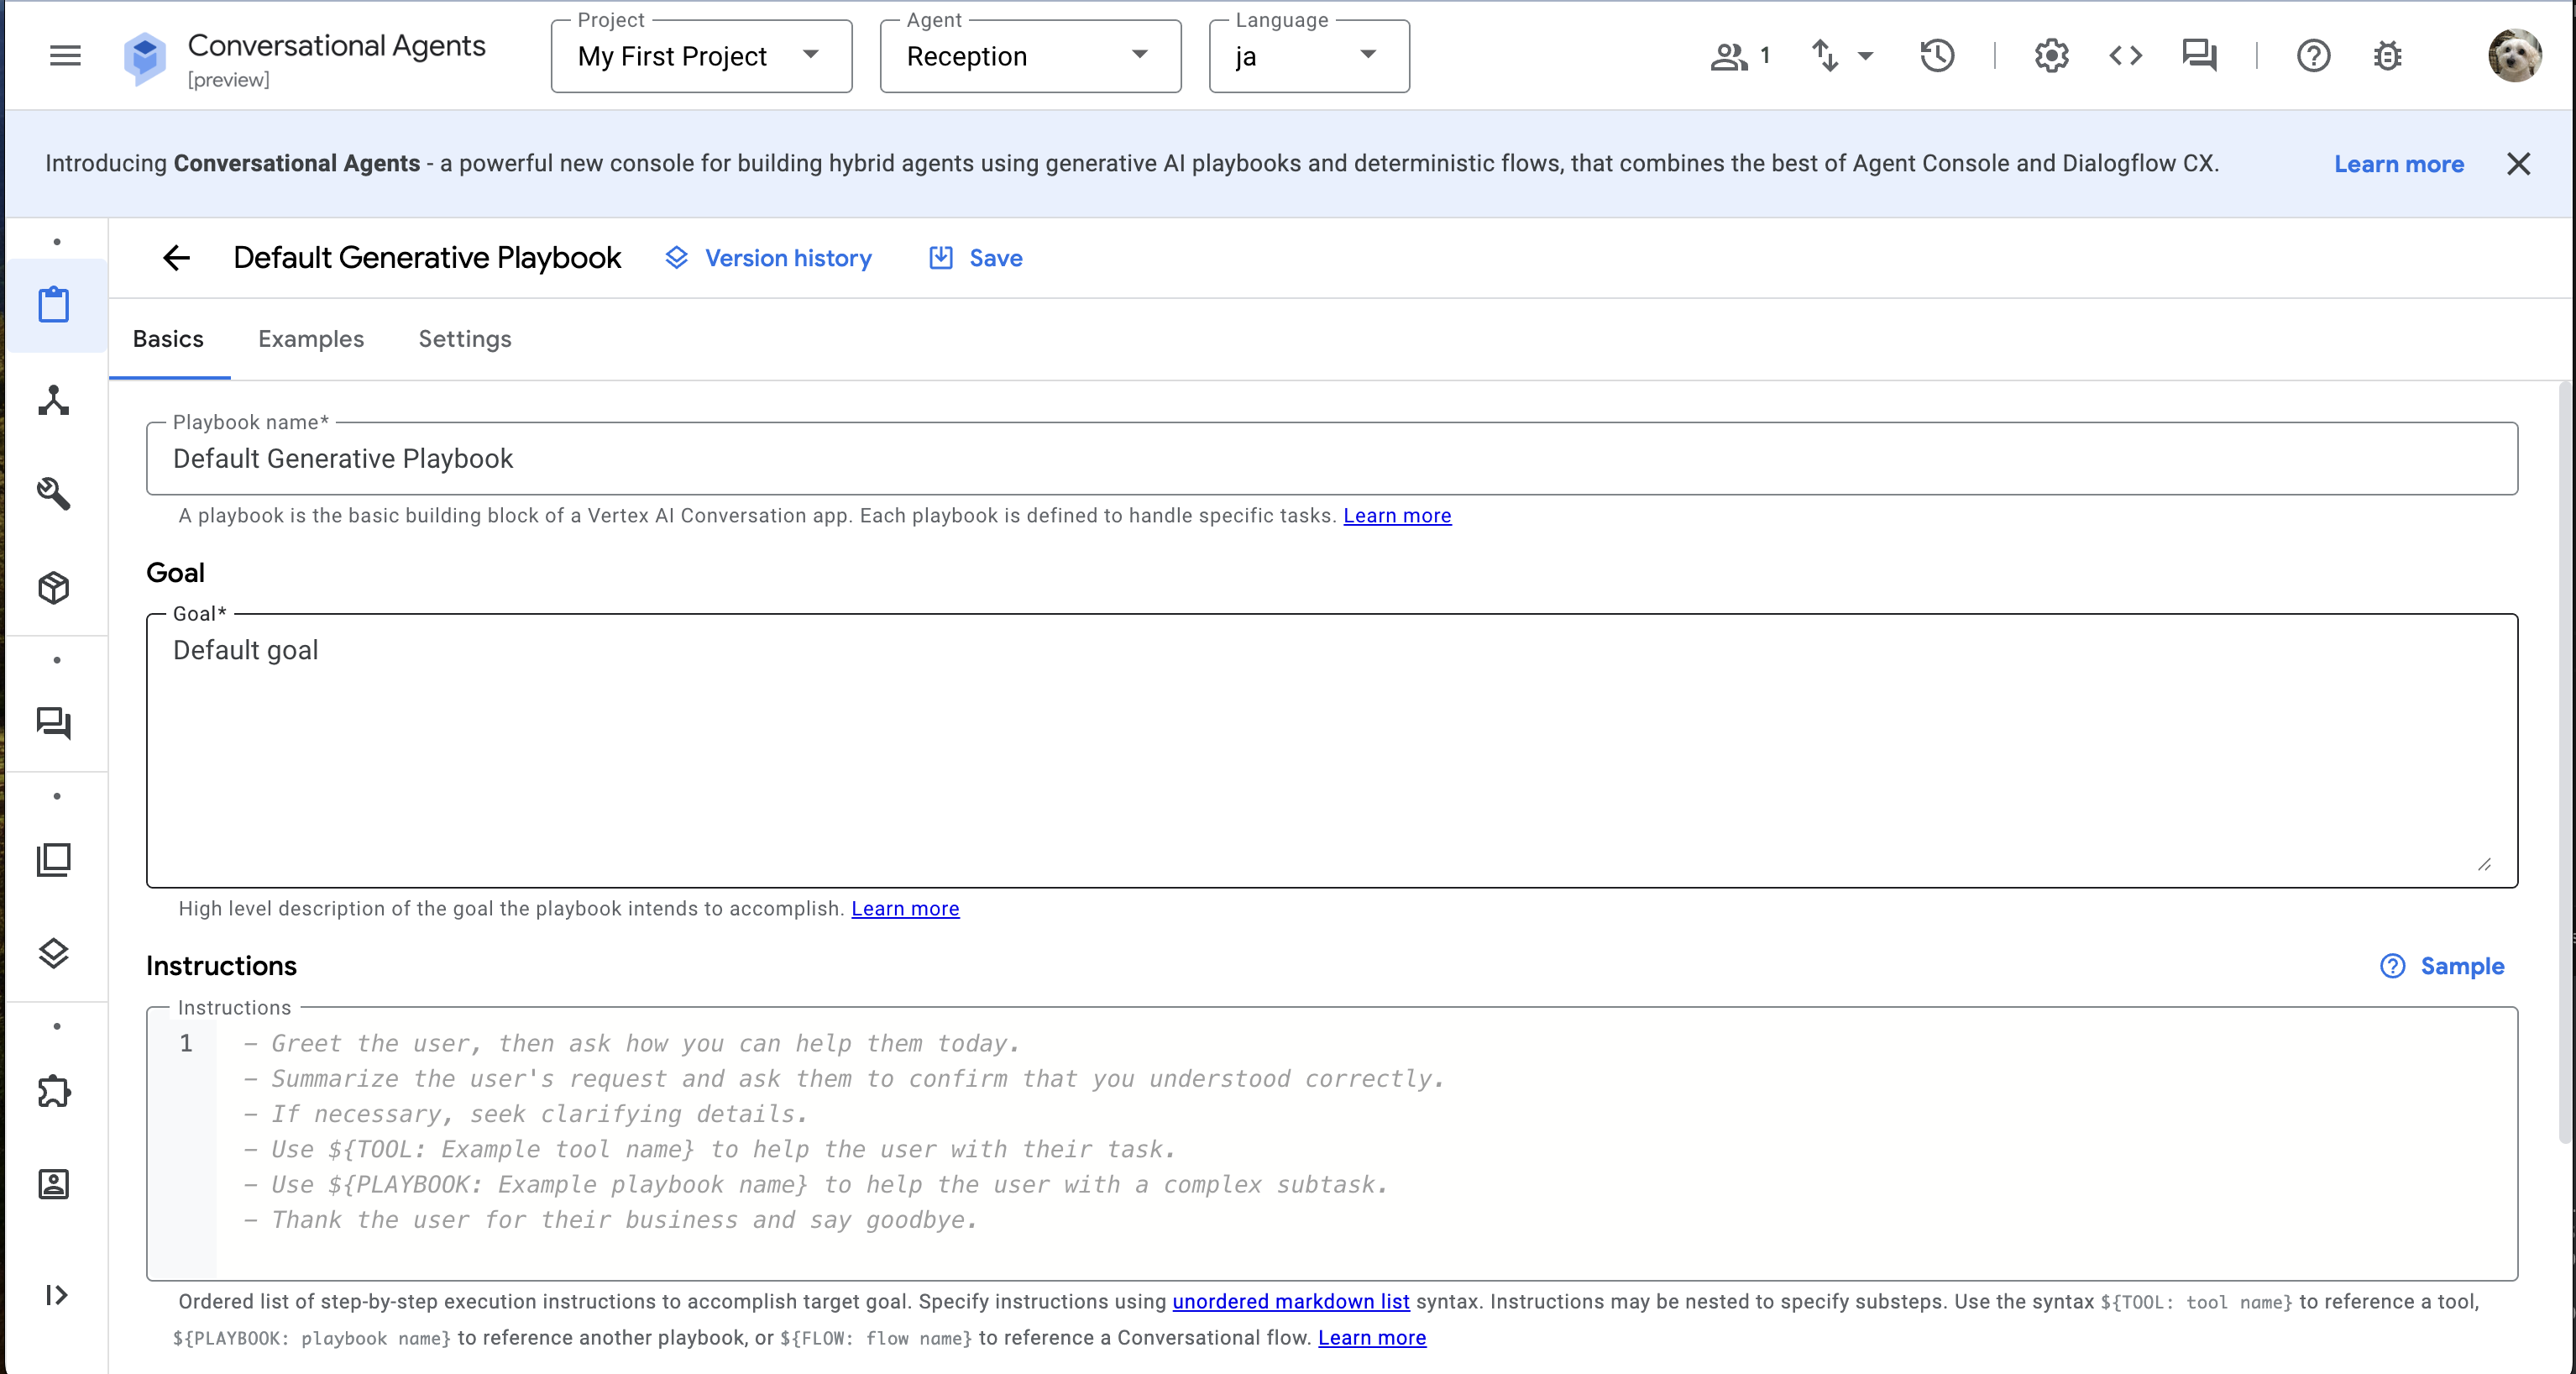 Conversational Agents
[preview]
Project
My First Project
Agent
Reception
Language
ja
1
Introducing Conversational Agents - a powerful new console for building hybrid agents using generative AI playbooks and deterministic flows, that combines the best of Agent Console and Dialogflow CX.
Learn more
Default Generative Playbook
Version history
Save
Basics
Examples
Settings
Playbook name*
Default Generative Playbook
A playbook is the basic building block of a Vertex AI Conversation app. Each playbook is defined to handle specific tasks. Learn more
Goal
Goal*
Default goal
High level description of the goal the playbook intends to accomplish. Learn more
Instructions
Sample
Instructions
1
- Greet the user, then ask how you can help them today.
- Summarize the user's request and ask them to confirm that you understood correctly.
- If necessary, seek clarifying details.
- Use ${TOOL: Example tool name} to help the user with their task.
- Use ${PLAYBOOK: Example playbook name} to help the user with a complex subtask.
- Thank the user for their business and say goodbye.
Ordered list of step-by-step execution instructions to accomplish target goal. Specify instructions using unordered markdown list syntax. Instructions may be nested to specify substeps. Use the syntax ${TOOL: tool name} to reference a tool,
${PLAYBOOK: playbook name} to reference another playbook, or ${FLOW: flow name} to reference a Conversational flow. Learn more